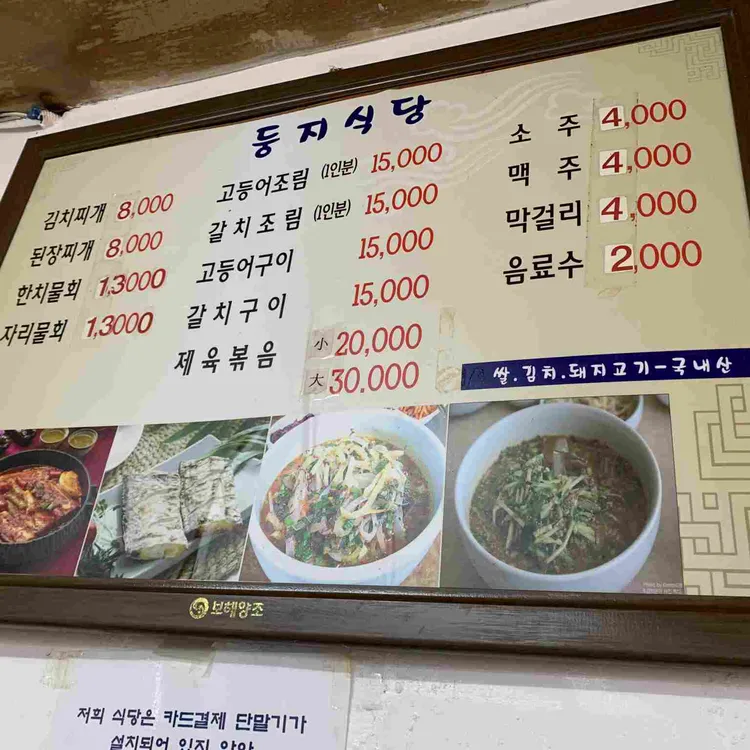 둥지식당
김치찌개 8,000
된장찌개 8,000
한치물회 1,3000
자리물회 1,3000
고등어조림 (1인분) 15,000
갈치조림 (1인분) 15,000
고등어구이 15,000
갈치구이 15,000
제육볶음 小 20,000
大 30.000
소주 4,000
맥주 4,000
막걸리 4,000
음료수 2,000
쌀.김치.돼지고기-국내산
보해양조
저희 식당은 카드결제 단말기가
설치되어 있지 않아